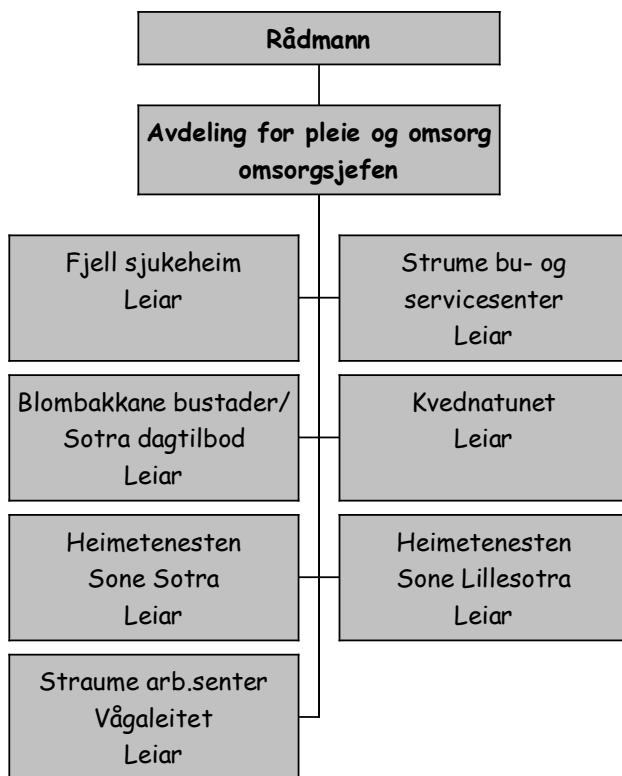 Rådmann
Avdeling for pleie og omsorg
omsorgsjefen
Fjell sjukeheim
Leiar
Strume bu- og
servicesenter
Leiar
Blombakkane bustader/
Sotra dagtilbod
Leiar
Kvednatunet
Leiar
Heimetenesten
Sone Sotra
Leiar
Heimetenesten
Sone Lillesotra
Leiar
Straume arb.senter
Vågaleitet
Leiar